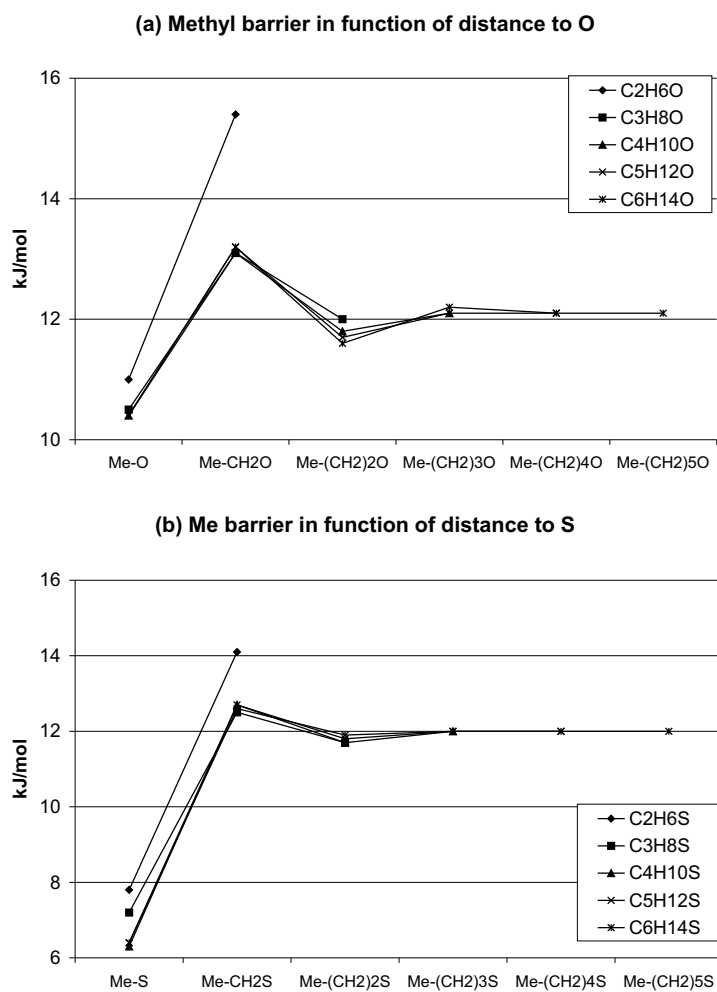 (a) Methyl barrier in function of distance to O
16
14
12
10
kJ/mol
C2H6O
C3H8O
C4H10O
C5H12O
C6H14O
Me-O Me-CH2O Me-(CH2)2O Me-(CH2)3O Me-(CH2)4O Me-(CH2)5O
(b) Me barrier in function of distance to S
16
14
12
10
8
6
kJ/mol
C2H6S
C3H8S
C4H10S
C5H12S
C6H14S
Me-S Me-CH2S Me-(CH2)2S Me-(CH2)3S Me-(CH2)4S Me-(CH2)5S